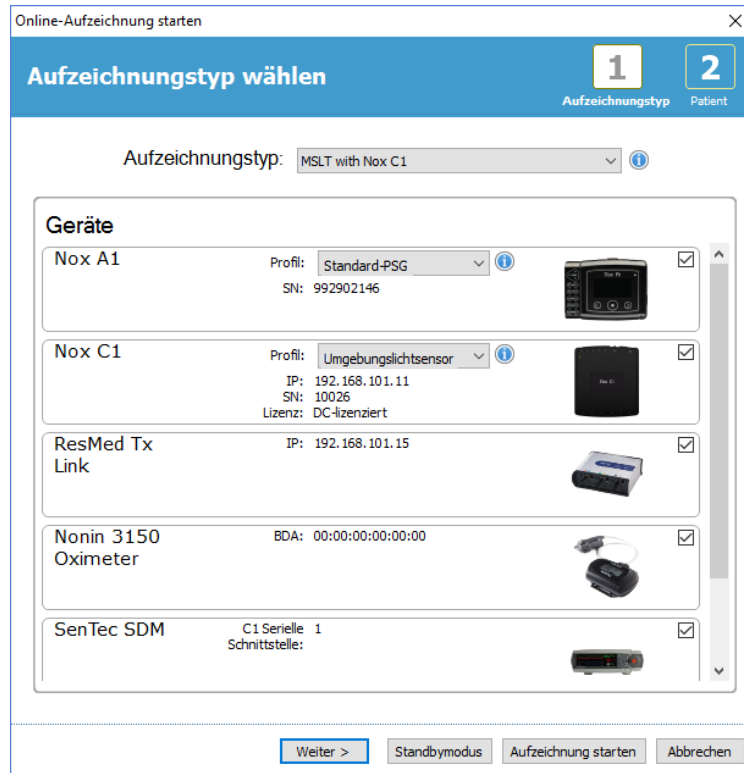 Online-Aufzeichnung starten
Aufzeichnungstyp wählen
1
Aufzeichnungstyp
2
Patient
Aufzeichnungstyp: MSLT with Nox C1
Geräte
Nox A1
Profil: Standard-PSG
SN: 992902146
Nox C1
Profil: Umgebungslichtsensor
IP: 192.168.101.11
SN: 10026
Lizenz: DC-lizenziert
ResMed Tx
Link
IP: 192.168.101.15
Nonin 3150
Oximeter
BDA: 00:00:00:00:00:00
SenTec SDM
C1 Serielle 1
Schnittstelle:
Weiter > Standbymodus Aufzeichnung starten Abbrechen